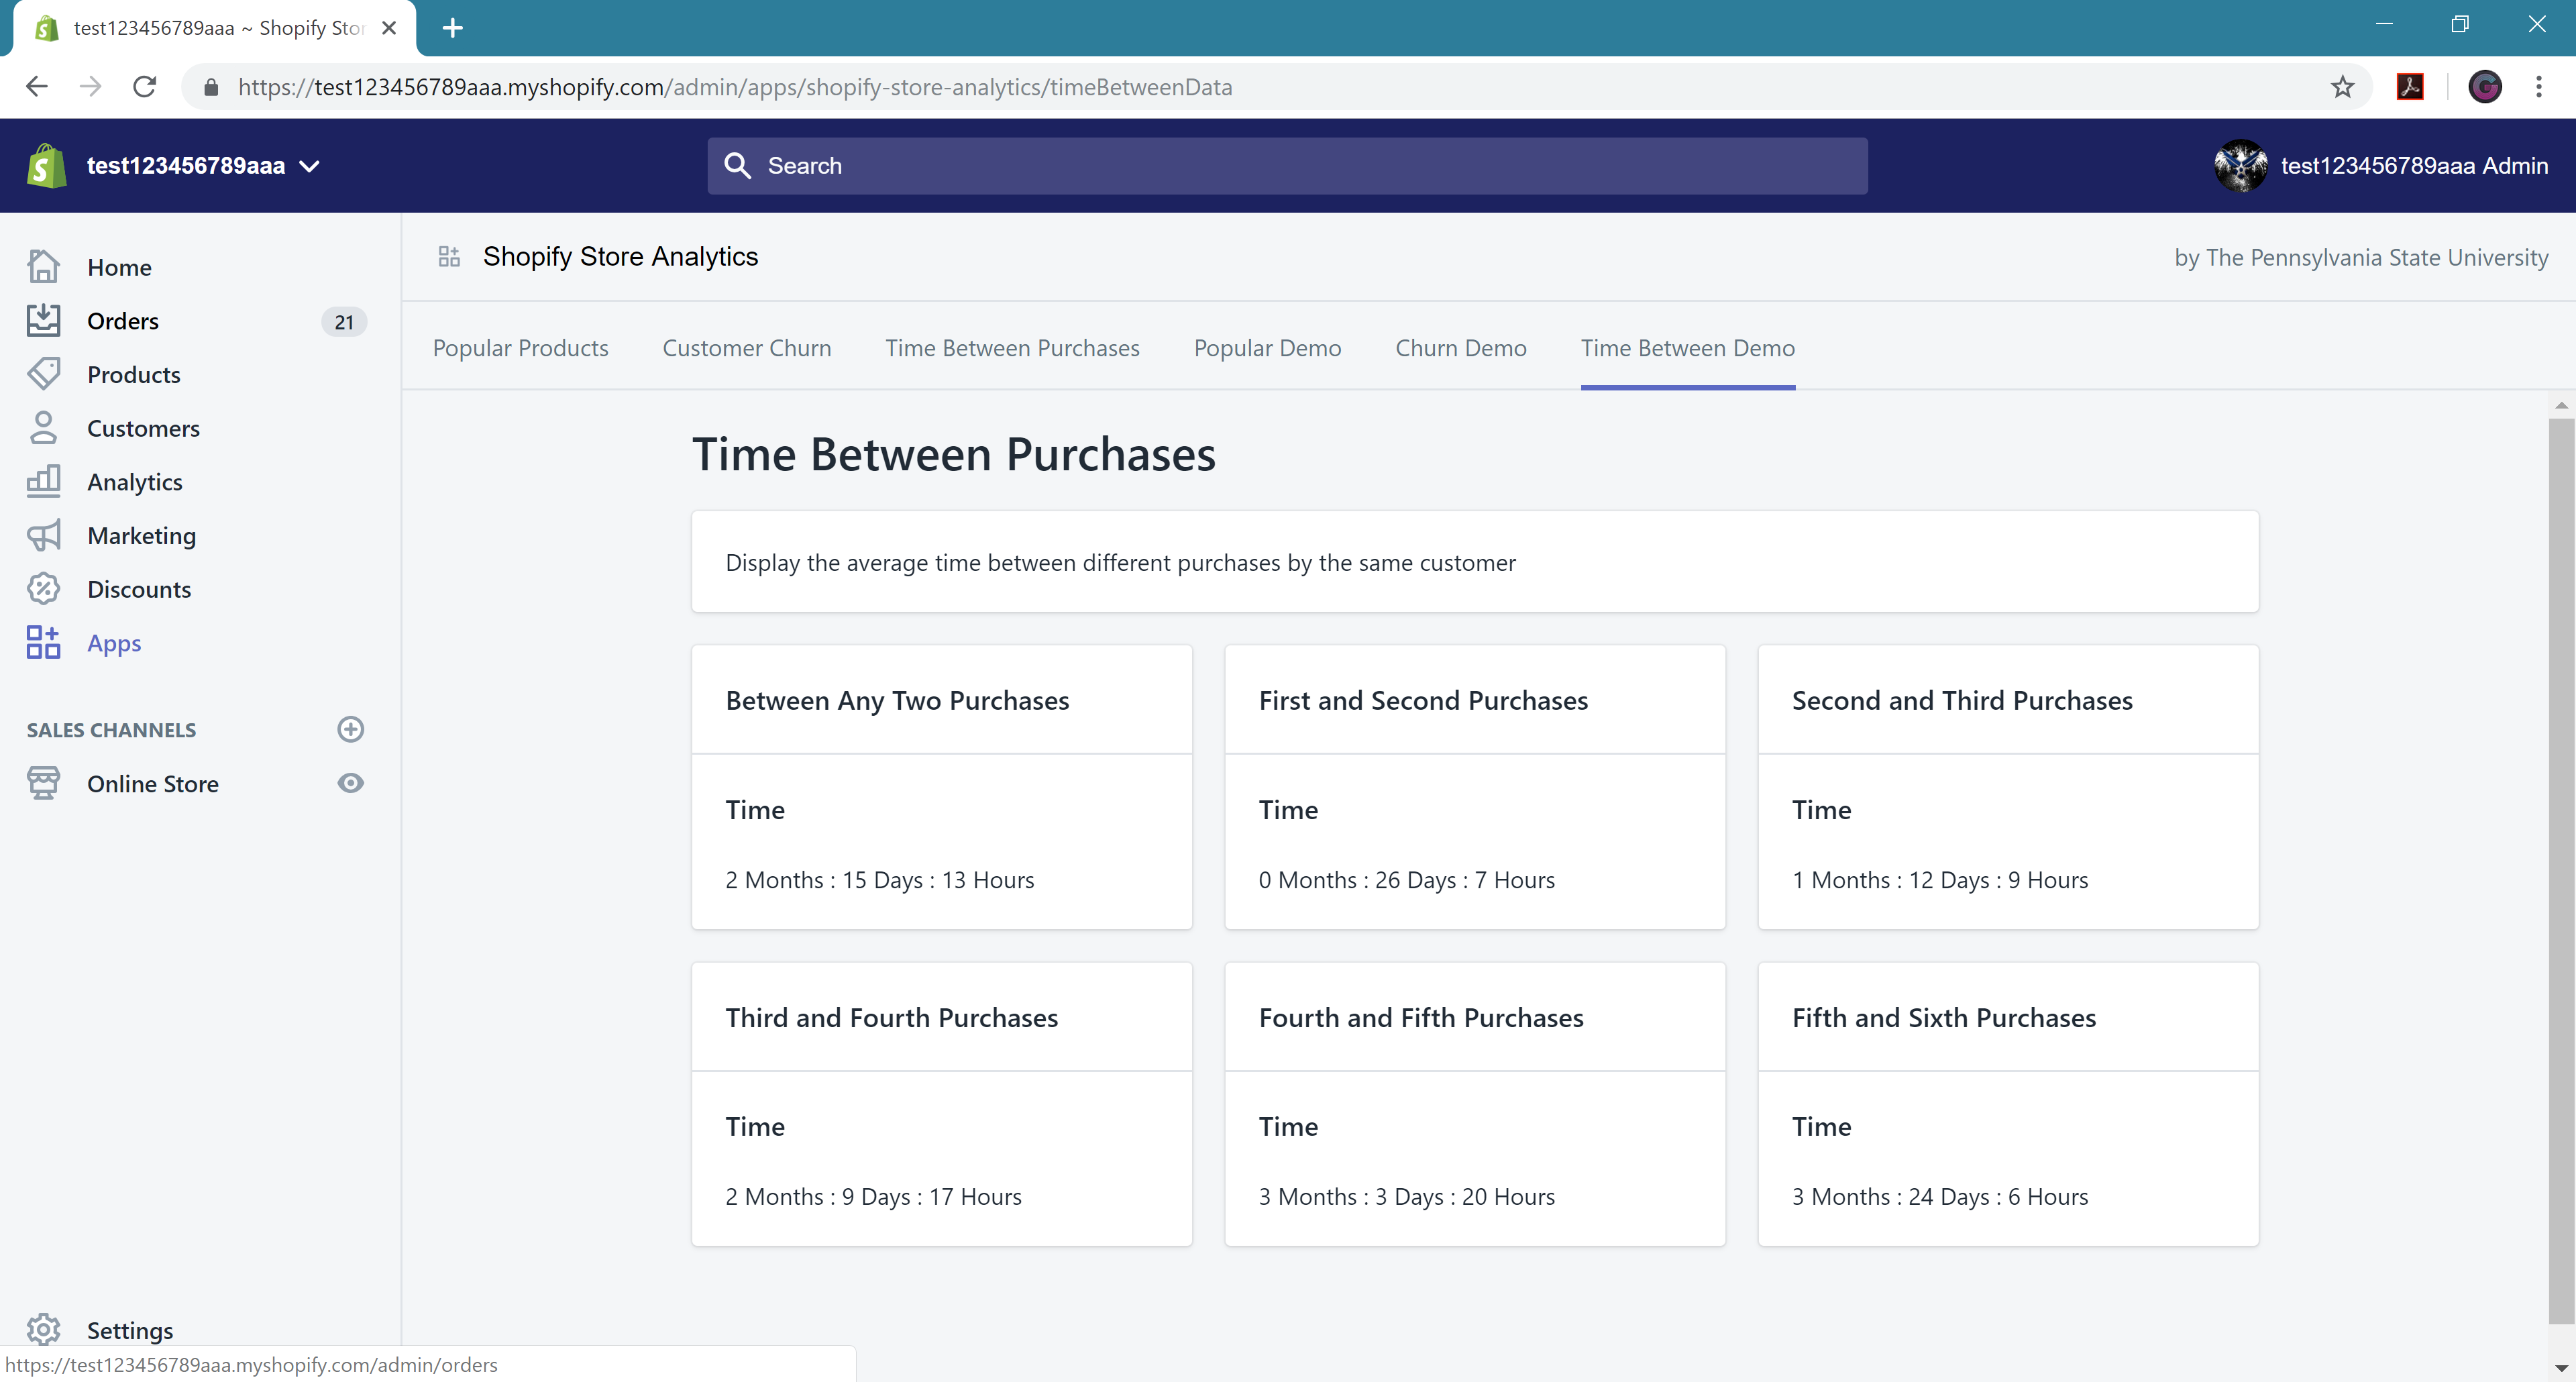 test123456789aaa ~ Shopify Stor
https://test123456789aaa.myshopify.com/admin/apps/shopify-store-analytics/timeBetweenData
test123456789aaa
Search
test123456789aaa Admin
Home
Orders
21
Products
Customers
Analytics
Marketing
Discounts
Apps
SALES CHANNELS
Online Store
Settings
https://test123456789aaa.myshopify.com/admin/orders
Shopify Store Analytics
by The Pennsylvania State University
Popular Products
Customer Churn
Time Between Purchases
Popular Demo
Churn Demo
Time Between Demo
Time Between Purchases
Display the average time between different purchases by the same customer
Between Any Two Purchases
Time
2 Months : 15 Days : 13 Hours
First and Second Purchases
Time
0 Months : 26 Days : 7 Hours
Second and Third Purchases
Time
1 Months : 12 Days : 9 Hours
Third and Fourth Purchases
Time
2 Months : 9 Days : 17 Hours
Fourth and Fifth Purchases
Time
3 Months : 3 Days : 20 Hours
Fifth and Sixth Purchases
Time
3 Months : 24 Days : 6 Hours